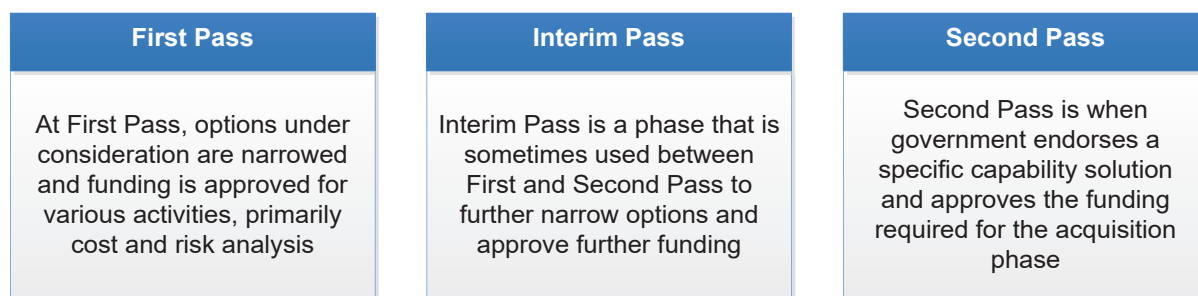 First Pass
At First Pass, options under
consideration are narrowed
and funding is approved for
various activities, primarily
cost and risk analysis
Interim Pass
Interim Pass is a phase that is
sometimes used between
First and Second Pass to
further narrow options and
approve further funding
Second Pass
Second Pass is when
government endorses a
specific capability solution
and approves the funding
required for the acquisition
phase